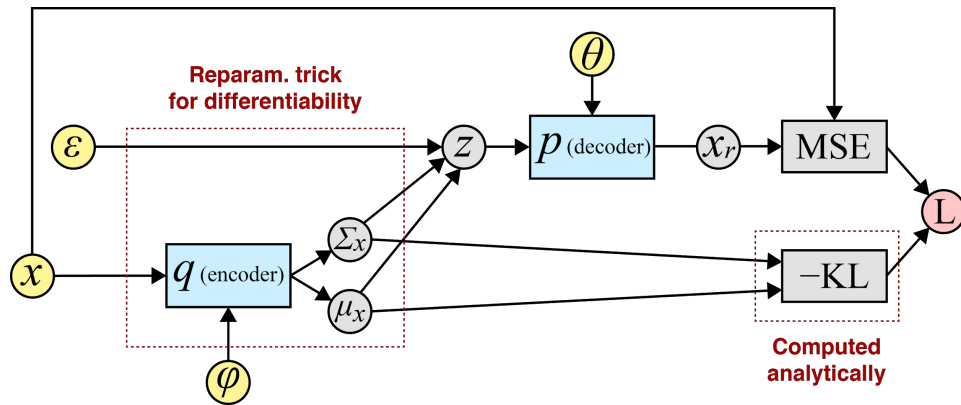 θ
Reparam. trick
for differentiability
ε
z
p (decoder)
x_r
MSE
L
Σ_x
x
q (encoder)
−KL
μ_x
Computed
analytically
φ